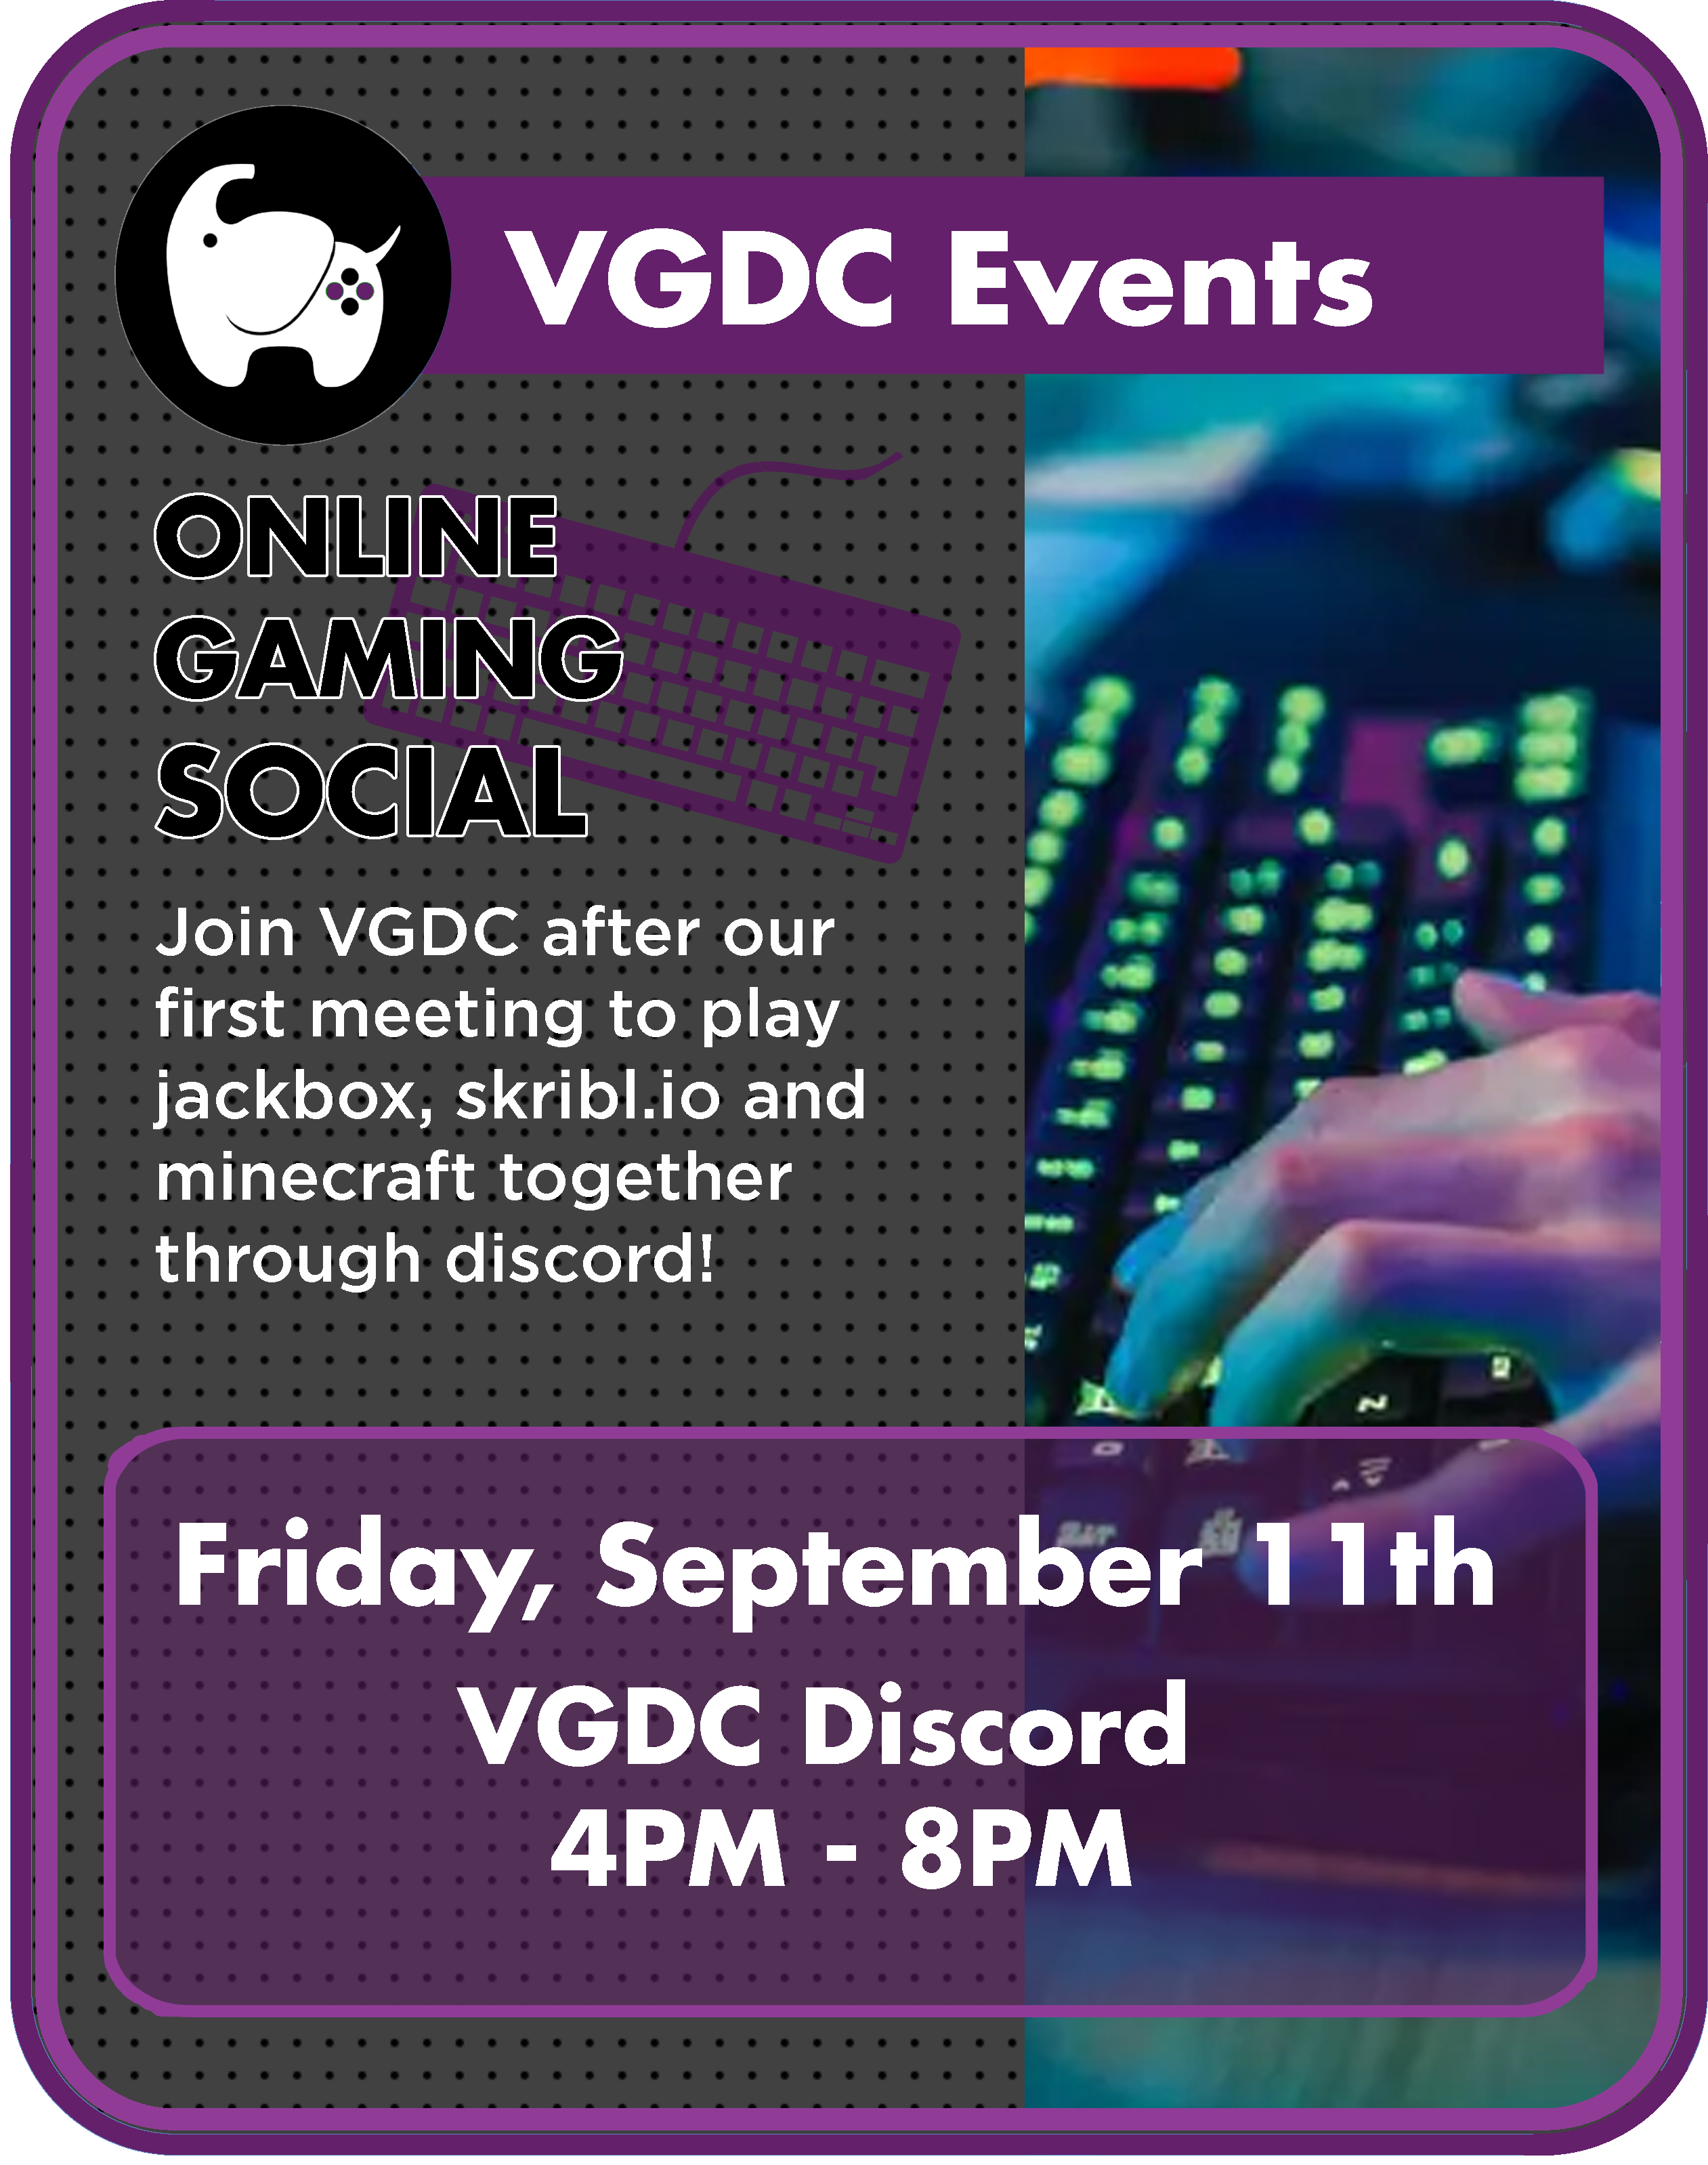 VGDC Events
ONLINE
GAMING
SOCIAL
Join VGDC after our
first meeting to play
jackbox, skribl.io and
minecraft together
through discord!
Friday, September 11th
VGDC Discord
4PM - 8PM